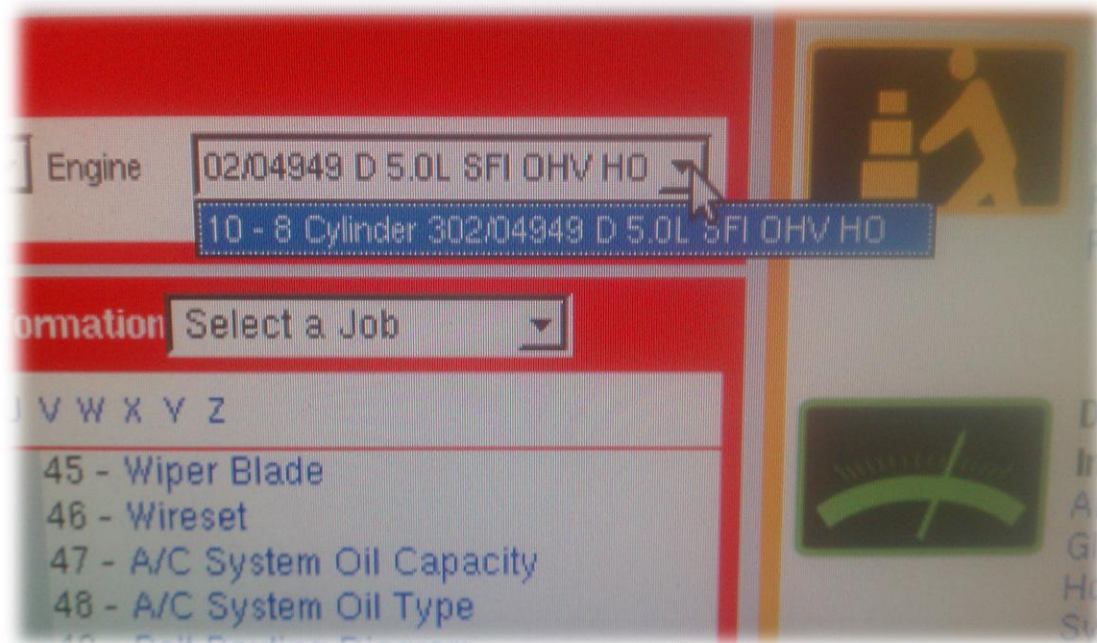 Engine 02/04949 D 5.0L SFI OHV HO
10 - 8 Cylinder 302/04949 D 5.0L SFI OHV HO
ormation Select a Job
V W X Y Z
45 - Wiper Blade
46 - Wireset
47 - A/C System Oil Capacity
48 - A/C System Oil Type